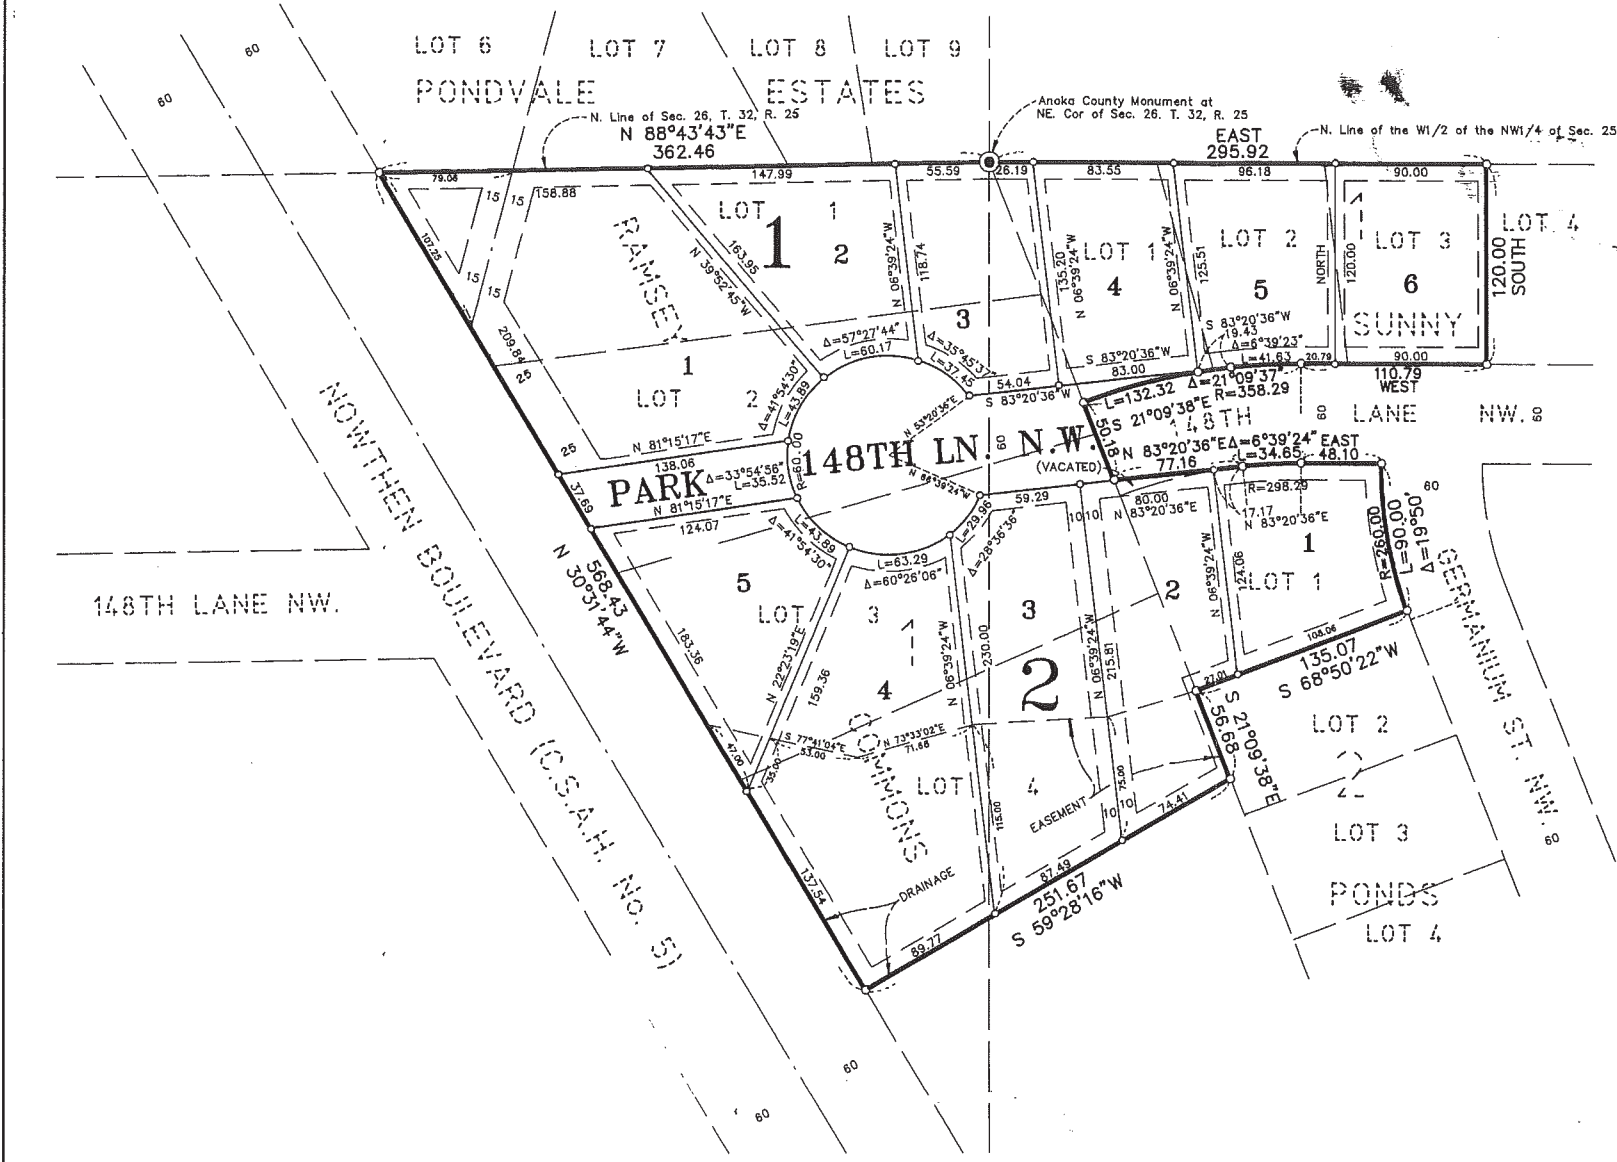 LOT 6
LOT 7
LOT 8
LOT 9
PONDVALE ESTATES
60
60
N. Line of Sec. 26, T. 32, R. 25
N 88°43'43"E
362.46
Anoka County Monument at
NE. Cor of Sec. 26. T. 32, R. 25
EAST
295.92
N. Line of the W1/2 of the NW1/4 of Sec. 25
79.08
15
15
158.88
147.99
55.59
26.19
83.55
96.18
90.00
107.25
15
15
RAMSEY
LOT 1
1
2
163.95
N 39°52'45"W
N 06°39'24"W
118.74
135.20
N 06°39'24"W
LOT 1
4
N 06°39'24"W
125.51
LOT 2
5
NORTH
120.00
1
LOT 3
6
SUNNY
120.00
SOUTH
LOT 4
3
209.84
25
1
LOT 2
Δ=57°27'44"
L=60.17
Δ=35°45'37"
L=37.45
Δ=41°54'30"
L=43.89
S 83°20'36"W
S 83°20'36"W
19.43
Δ=6°39'23"
L=41.63
20.79
90.00
110.79
WEST
83.00
54.04
S 83°20'36"W
L=132.32
Δ=21°09'37"
R=358.29
N 53°20'36"E
S 21°09'38"E
50.18
148TH
LANE
NW.
60
60
25
N 81°15'17"E
138.06
Δ=33°54'56"
L=35.52
R=60.00
148TH LN. N.W.
60
(VACATED)
N 83°20'36"E
77.16
Δ=6°39'24"
L=34.65
EAST
48.10
37.69
PARK
N 81°15'17"E
124.07
N 66°39'24"W
59.29
10
10
80.00
N 83°20'36"E
R=298.29
17.17
N 83°20'36"E
60
L=43.89
Δ=41°54'30"
L=63.29
Δ=60°26'06"
L=29.96
Δ=28°36'36"
148TH LANE NW.
NOWTHEN BOULEVARD (C.S.A.H. No. 5)
568.43
N 30°31'44"W
5
LOT 3
1
183.36
N 22°23'19"E
159.36
4
N 06°39'24"W
230.00
3
2
N 06°39'24"W
215.81
2
N 06°39'24"W
124.06
1
LOT 1
R=260.00
L=90.00
Δ=19°50'
GERMANIUM ST. NW.
108.06
135.07
S 68°50'22"W
27.01
S 21°09'38"E
56.68
LOT 2
2
LOT 3
PONDS
LOT 4
60
S 77°41'04"E
53.00
N 73°33'02"E
71.68
47.00
35.00
COMMONS
LOT 4
EASEMENT
75.00
10
10
74.41
115.00
DRAINAGE
137.54
87.49
251.67
S 59°28'16"W
89.77
60
60